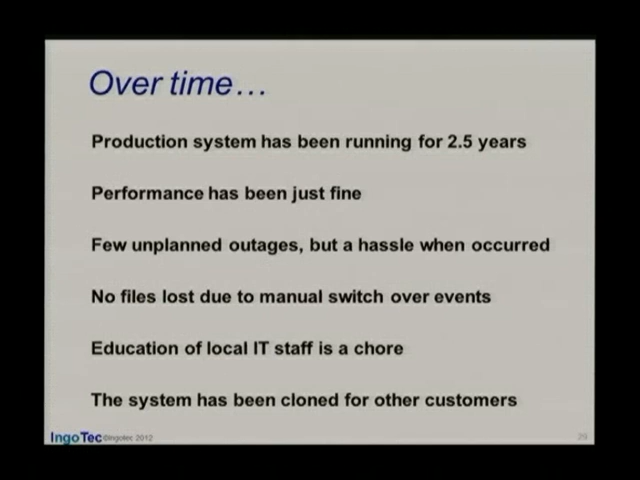 Over time…
Production system has been running for 2.5 years
Performance has been just fine
Few unplanned outages, but a hassle when occurred
No files lost due to manual switch over events
Education of local IT staff is a chore
The system has been cloned for other customers
IngoTec ©Ingotec 2012
29